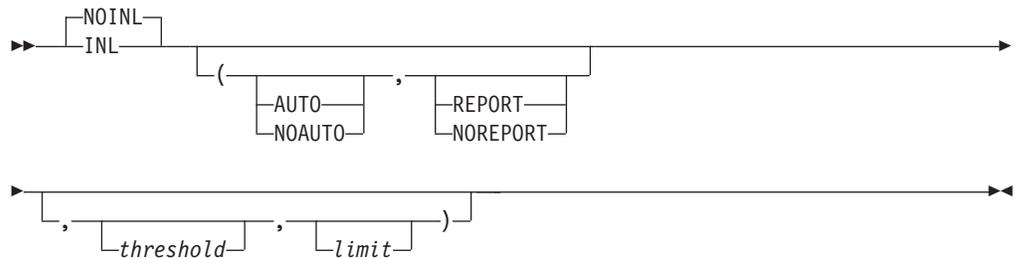 NOINL
INL
( , 
AUTO REPORT
NOAUTO NOREPORT
, , )
threshold limit